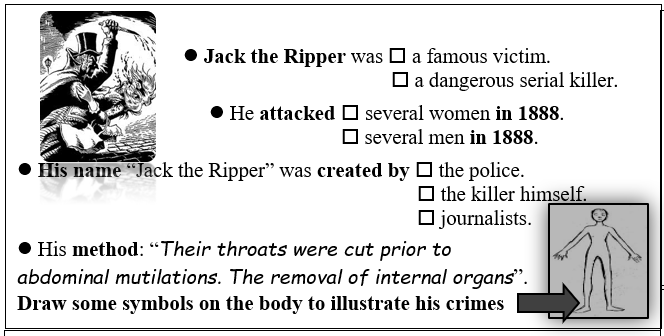 ● Jack the Ripper was ☐ a famous victim.
☐ a dangerous serial killer.
● He attacked ☐ several women in 1888.
☐ several men in 1888.
● His name “Jack the Ripper” was created by ☐ the police.
☐ the killer himself.
☐ journalists.
● His method: “Their throats were cut prior to
abdominal mutilations. The removal of internal organs”.
Draw some symbols on the body to illustrate his crimes